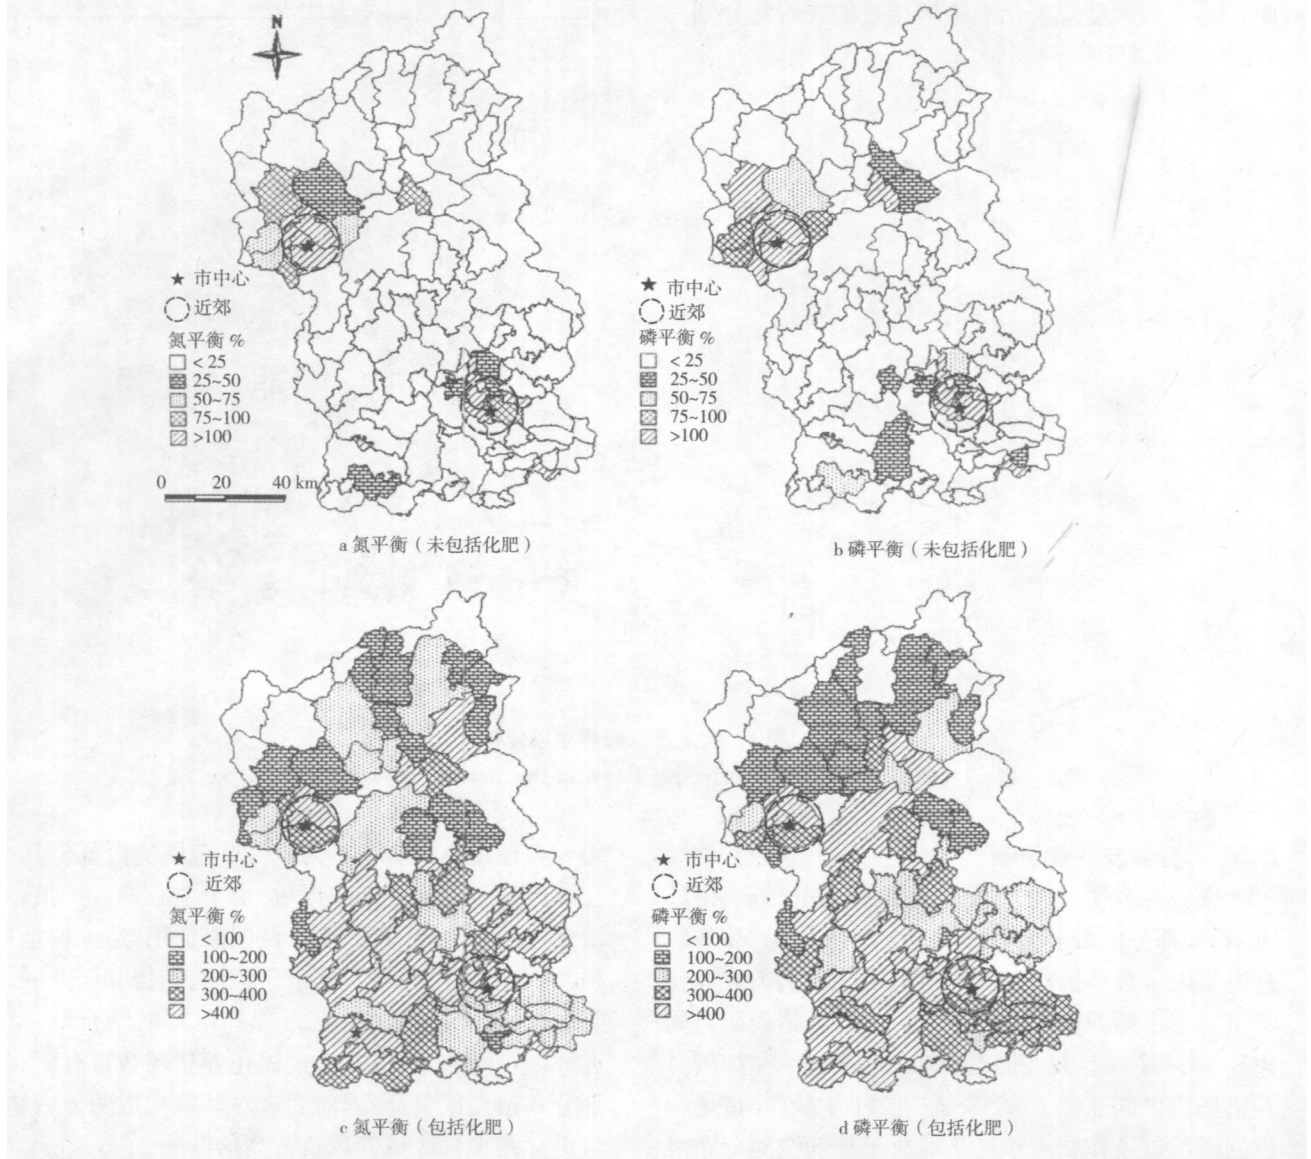 N
★ 市中心
近郊
氮平衡 %
< 25
25~50
50~75
75~100
>100
0 20 40 km
a 氮平衡（未包括化肥）
★ 市中心
近郊
磷平衡 %
< 25
25~50
50~75
75~100
>100
b 磷平衡（未包括化肥）
★ 市中心
近郊
氮平衡 %
< 100
100~200
200~300
300~400
>400
c 氮平衡（包括化肥）
★ 市中心
近郊
磷平衡 %
< 100
100~200
200~300
300~400
>400
d 磷平衡（包括化肥）